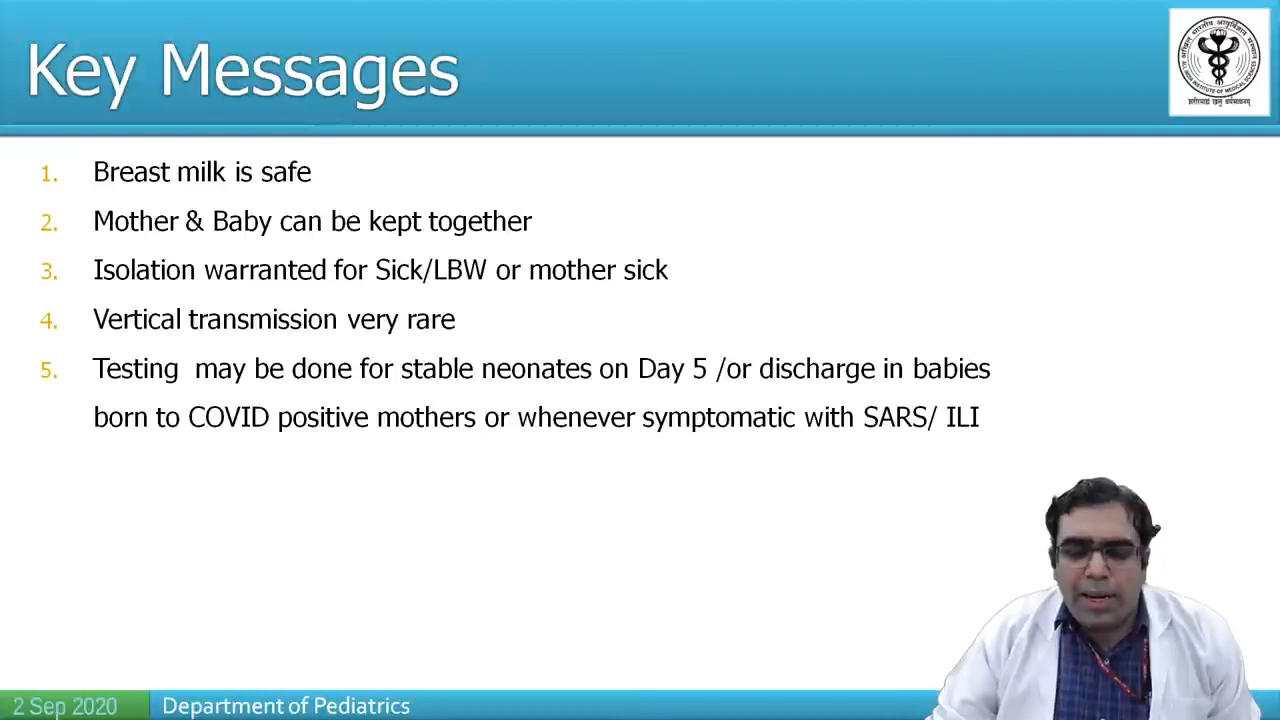 Key Messages
1. Breast milk is safe
2. Mother & Baby can be kept together
3. Isolation warranted for Sick/LBW or mother sick
4. Vertical transmission very rare
5. Testing may be done for stable neonates on Day 5 /or discharge in babies
born to COVID positive mothers or whenever symptomatic with SARS/ ILI
2 Sep 2020
Department of Pediatrics